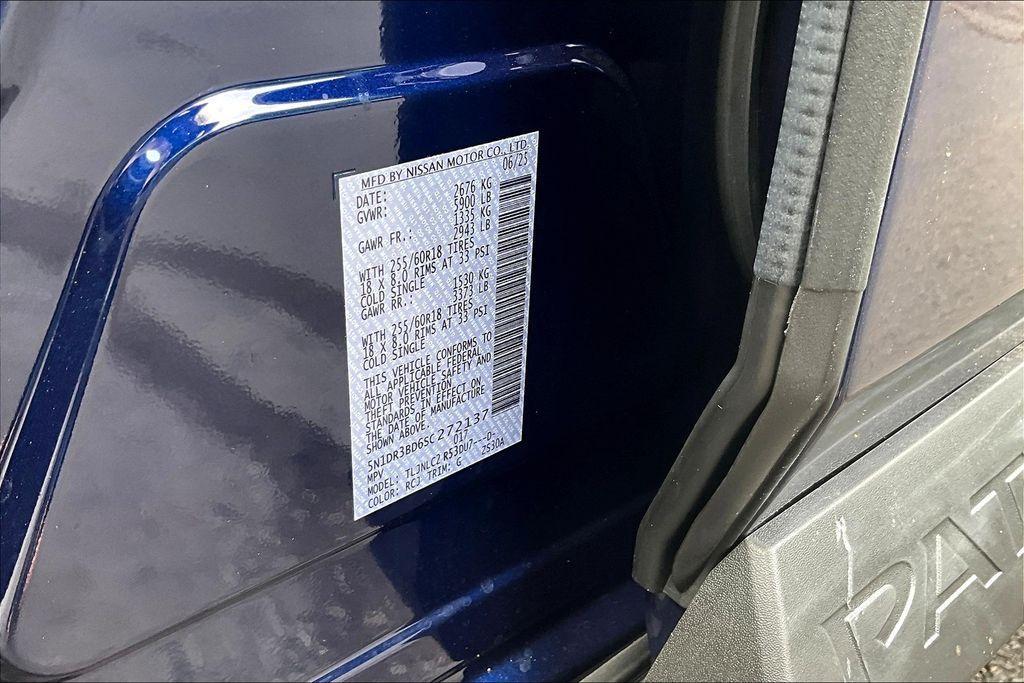 MFD BY NISSAN MOTOR CO., LTD.
DATE: 06/25
GVWR: 2676 KG
5900 LB
GAWR FR.: 1335 KG
2943 LB
WITH 255/60R18 TIRES
18 X 8.0 RIMS AT 33 PSI
COLD SINGLE
GAWR RR.: 1530 KG
3373 LB
WITH 255/60R18 TIRES
18 X 8.0 RIMS AT 33 PSI
COLD SINGLE
THIS VEHICLE CONFORMS TO
ALL APPLICABLE FEDERAL
MOTOR VEHICLE SAFETY AND
THEFT PREVENTION
STANDARDS IN EFFECT ON
THE DATE OF MANUFACTURE
SHOWN ABOVE.
5N1DR3BD6SC272137
MPV 01
MODEL: TLJNLC2 R53DU7---0-
COLOR: RCJ TRIM: G 2530A
PAT